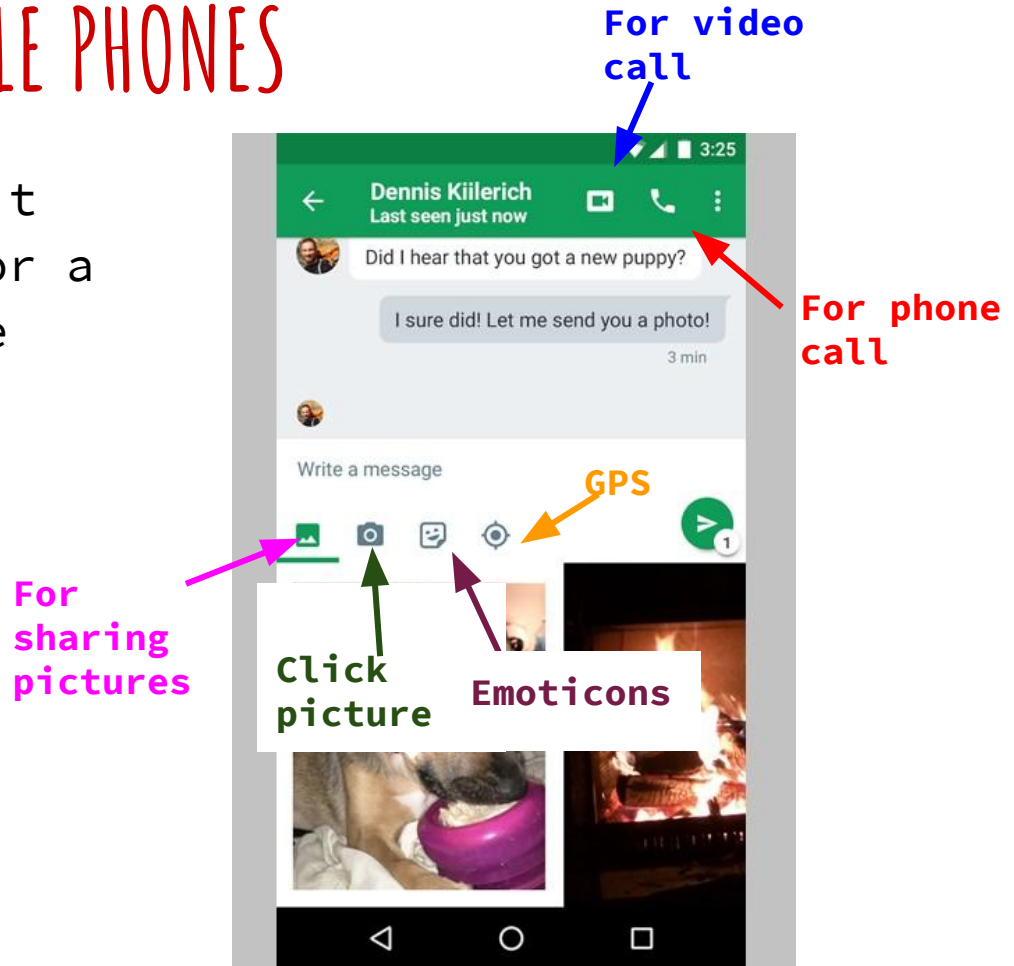 LE PHONES
For video
call
t
or a
e
3:25
Dennis Kiilerich
Last seen just now
Did I hear that you got a new puppy?
I sure did! Let me send you a photo!
3 min
For phone
call
Write a message
GPS
1
For
sharing
pictures
Click
picture
Emoticons